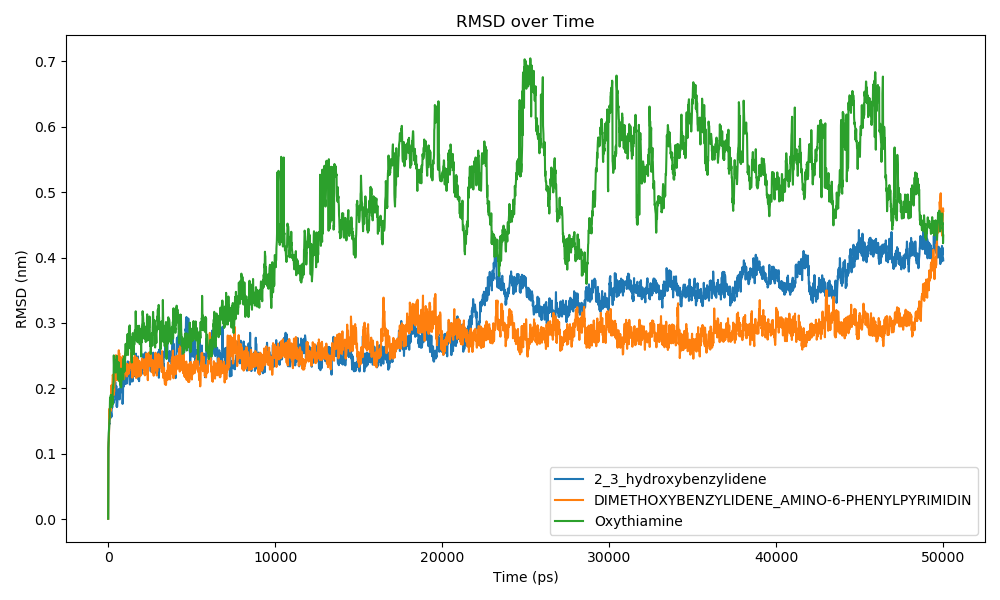 RMSD over Time
RMSD (nm)
0.7
0.6
0.5
0.4
0.3
0.2
0.1
0.0
0 10000 20000 30000 40000 50000
Time (ps)
2_3_hydroxybenzylidene
DIMETHOXYBENZYLIDENE_AMINO-6-PHENYLPYRIMIDIN
Oxythiamine